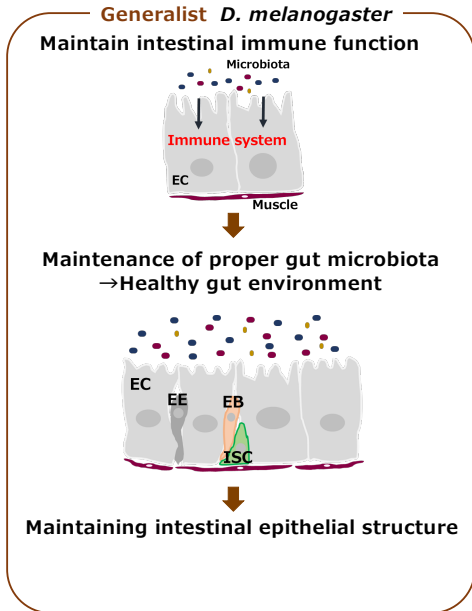 Generalist D. melanogaster
Maintain intestinal immune function
Microbiota
Immune system
EC
Muscle
Maintenance of proper gut microbiota
→Healthy gut environment
EC
EE
EB
ISC
Maintaining intestinal epithelial structure